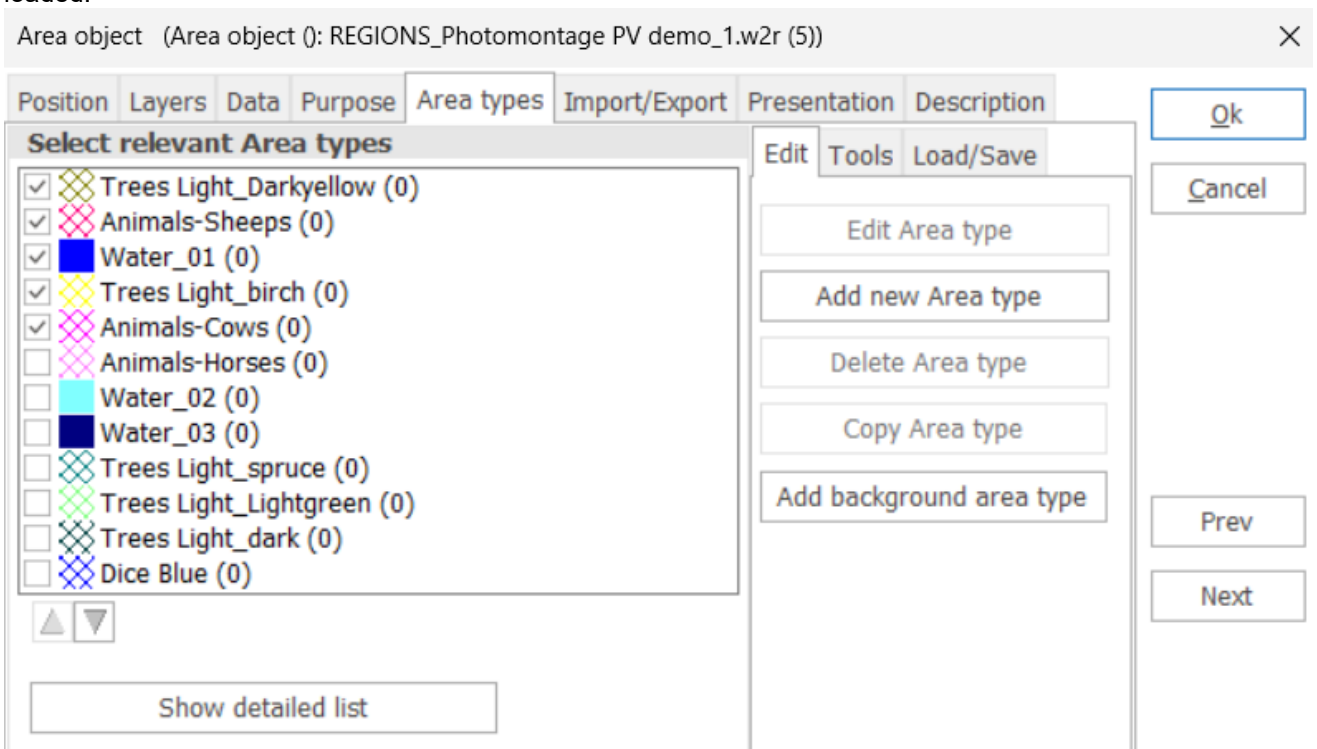 loaded.
Area object (Area object (): REGIONS_Photomontage PV demo_1.w2r (5))
Position Layers Data Purpose Area types Import/Export Presentation Description
Ok
Cancel
Select relevant Area types
Trees Light_Darkyellow (0)
Animals-Sheeps (0)
Water_01 (0)
Trees Light_birch (0)
Animals-Cows (0)
Animals-Horses (0)
Water_02 (0)
Water_03 (0)
Trees Light_spruce (0)
Trees Light_Lightgreen (0)
Trees Light_dark (0)
Dice Blue (0)
Show detailed list
Edit Tools Load/Save
Edit Area type
Add new Area type
Delete Area type
Copy Area type
Add background area type
Prev
Next